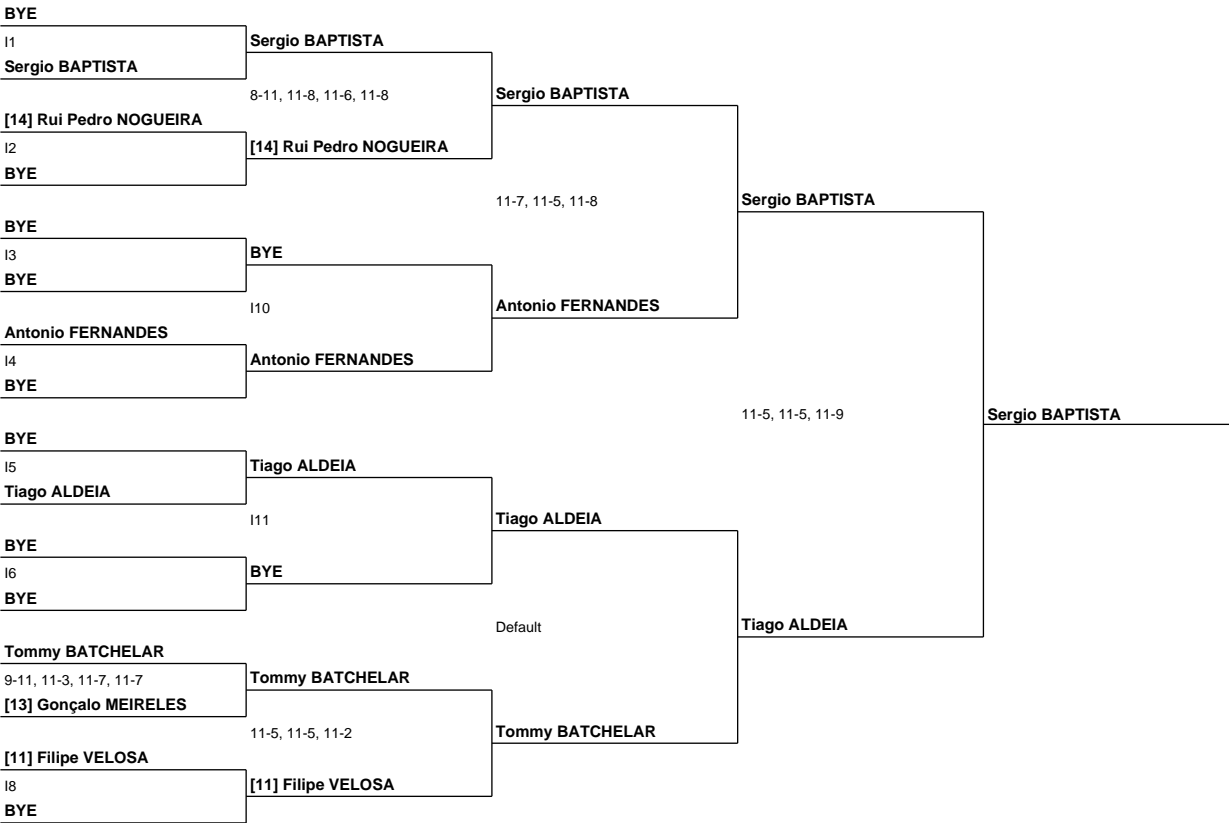 BYE
I1
Sergio BAPTISTA
Sergio BAPTISTA
8-11, 11-8, 11-6, 11-8
Sergio BAPTISTA
[14] Rui Pedro NOGUEIRA
I2
[14] Rui Pedro NOGUEIRA
BYE
11-7, 11-5, 11-8
Sergio BAPTISTA
BYE
I3
BYE
BYE
I10
Antonio FERNANDES
Antonio FERNANDES
I4
Antonio FERNANDES
BYE
11-5, 11-5, 11-9
Sergio BAPTISTA
BYE
I5
Tiago ALDEIA
Tiago ALDEIA
I11
Tiago ALDEIA
BYE
I6
BYE
BYE
Default
Tiago ALDEIA
Tommy BATCHELAR
9-11, 11-3, 11-7, 11-7
Tommy BATCHELAR
[13] Gonçalo MEIRELES
11-5, 11-5, 11-2
Tommy BATCHELAR
[11] Filipe VELOSA
I8
[11] Filipe VELOSA
BYE